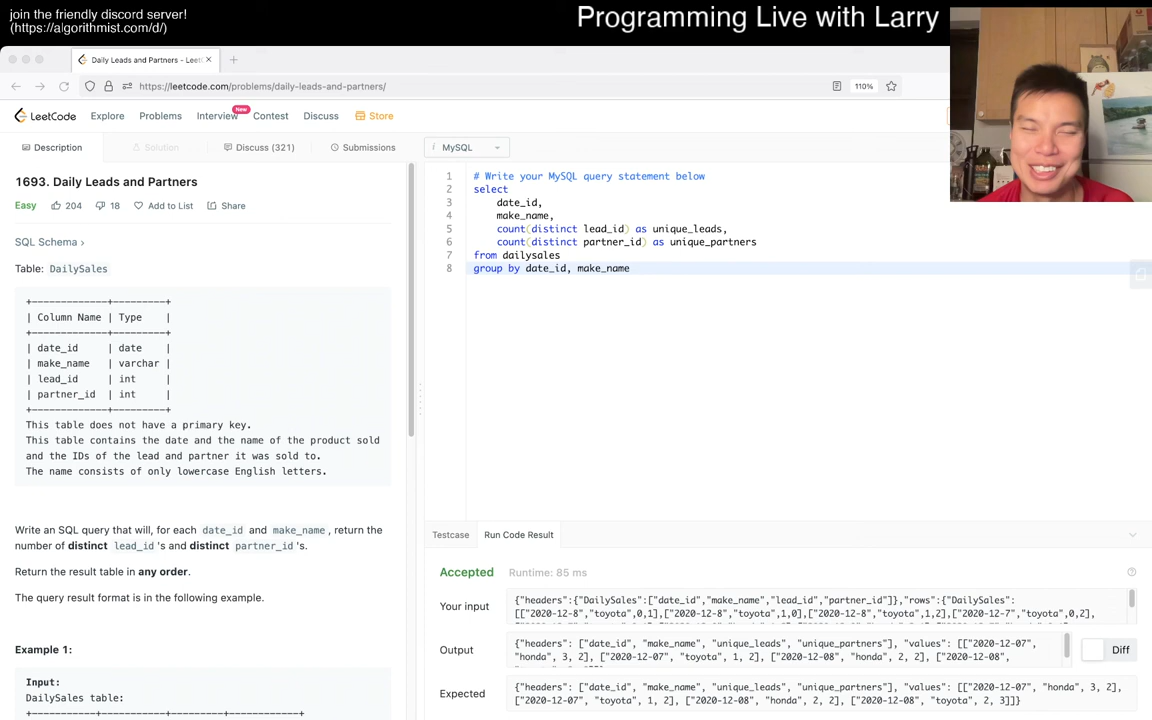 join the friendly discord server!
(https://algorithmist.com/d/)
Programming Live with Larry
Daily Leads and Partners - Leet
https://leetcode.com/problems/daily-leads-and-partners/
110%
LeetCode
Explore
Problems
Interview
New
Contest
Discuss
Store
Description
Solution
Discuss (321)
Submissions
i MySQL
1693. Daily Leads and Partners
Easy
204
18
Add to List
Share
SQL Schema >
Table: DailySales
+-------------+---------+
| Column Name | Type    |
+-------------+---------+
| date_id     | date    |
| make_name   | varchar |
| lead_id     | int     |
| partner_id  | int     |
+-------------+---------+
This table does not have a primary key.
This table contains the date and the name of the product sold
and the IDs of the lead and partner it was sold to.
The name consists of only lowercase English letters.
Write an SQL query that will, for each date_id and make_name, return the
number of distinct lead_id's and distinct partner_id's.
Return the result table in any order.
The query result format is in the following example.
Example 1:
Input:
DailySales table:
1 # Write your MySQL query statement below
2 select
3 date_id,
4 make_name,
5 count(distinct lead_id) as unique_leads,
6 count(distinct partner_id) as unique_partners
7 from dailysales
8 group by date_id, make_name
Testcase
Run Code Result
Accepted
Runtime: 85 ms
Your input
{"headers":{"DailySales":["date_id","make_name","lead_id","partner_id"]},"rows":{"DailySales":
[["2020-12-8","toyota",0,1],["2020-12-8","toyota",1,0],["2020-12-8","toyota",1,2],["2020-12-7","toyota",0,2],
Output
{"headers": ["date_id", "make_name", "unique_leads", "unique_partners"], "values": [["2020-12-07",
"honda", 3, 2], ["2020-12-07", "toyota", 1, 2], ["2020-12-08", "honda", 2, 2], ["2020-12-08",
Diff
Expected
{"headers": ["date_id", "make_name", "unique_leads", "unique_partners"], "values": [["2020-12-07", "honda", 3, 2],
["2020-12-07", "toyota", 1, 2], ["2020-12-08", "honda", 2, 2], ["2020-12-08", "toyota", 2, 3]]}